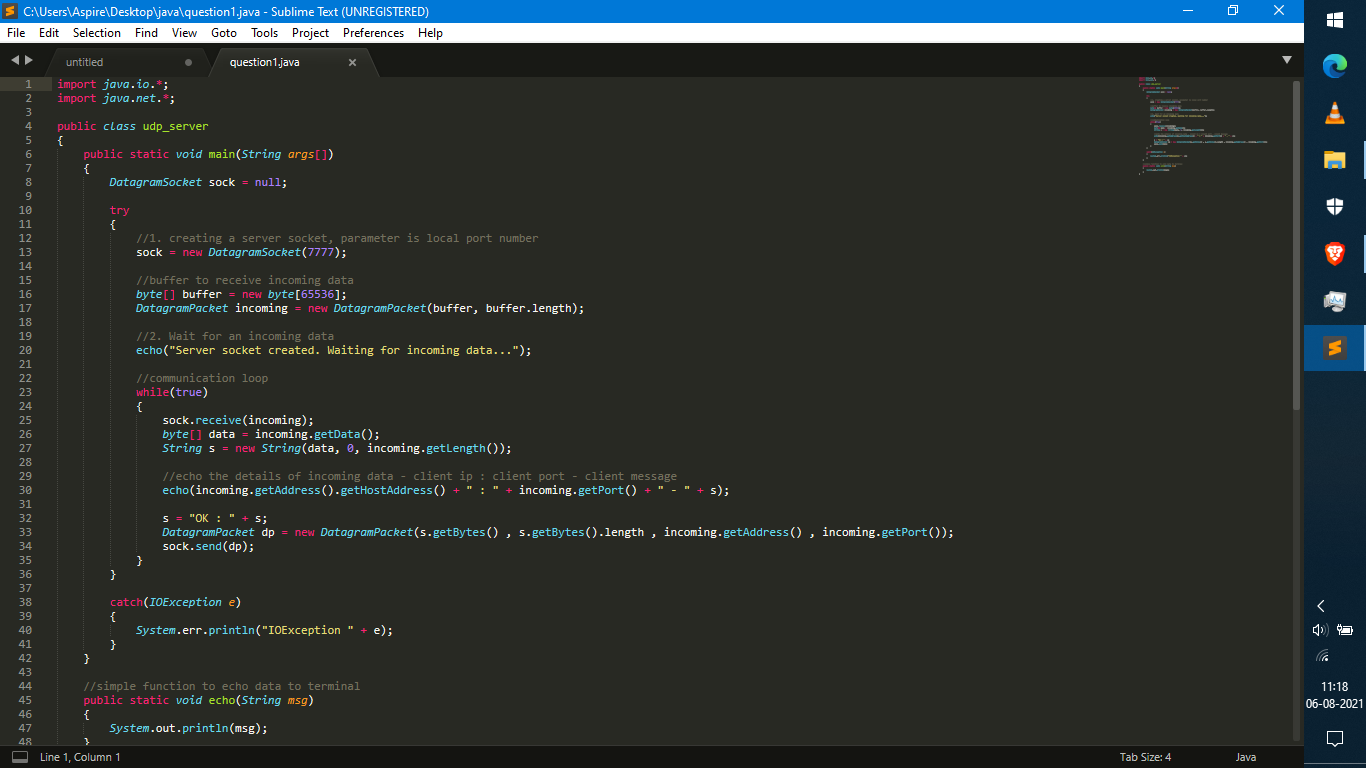 C:\Users\Aspire\Desktop\java\question1.java - Sublime Text (UNREGISTERED)
File Edit Selection Find View Goto Tools Project Preferences Help
untitled question1.java
1 import java.io.*;
2 import java.net.*;
3
4 public class udp_server
5 {
6 public static void main(String args[])
7 {
8 DatagramSocket sock = null;
9
10 try
11 {
12 //1. creating a server socket, parameter is local port number
13 sock = new DatagramSocket(7777);
14
15 //buffer to receive incoming data
16 byte[] buffer = new byte[65536];
17 DatagramPacket incoming = new DatagramPacket(buffer, buffer.length);
18
19 //2. Wait for an incoming data
20 echo("Server socket created. Waiting for incoming data...");
21
22 //communication loop
23 while(true)
24 {
25 sock.receive(incoming);
26 byte[] data = incoming.getData();
27 String s = new String(data, 0, incoming.getLength());
28
29 //echo the details of incoming data - client ip : client port - client message
30 echo(incoming.getAddress().getHostAddress() + " : " + incoming.getPort() + " - " + s);
31
32 s = "OK : " + s;
33 DatagramPacket dp = new DatagramPacket(s.getBytes() , s.getBytes().length , incoming.getAddress() , incoming.getPort());
34 sock.send(dp);
35 }
36 }
37
38 catch(IOException e)
39 {
40 System.err.println("IOException " + e);
41 }
42 }
43
44 //simple function to echo data to terminal
45 public static void echo(String msg)
46 {
47 System.out.println(msg);
48 }
Line 1, Column 1 Tab Size: 4 Java
11:18
06-08-2021